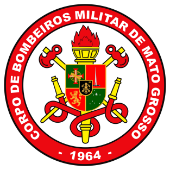 CORPO DE BOMBEIROS MILITAR DE MATO GROSSO
- 1964 -